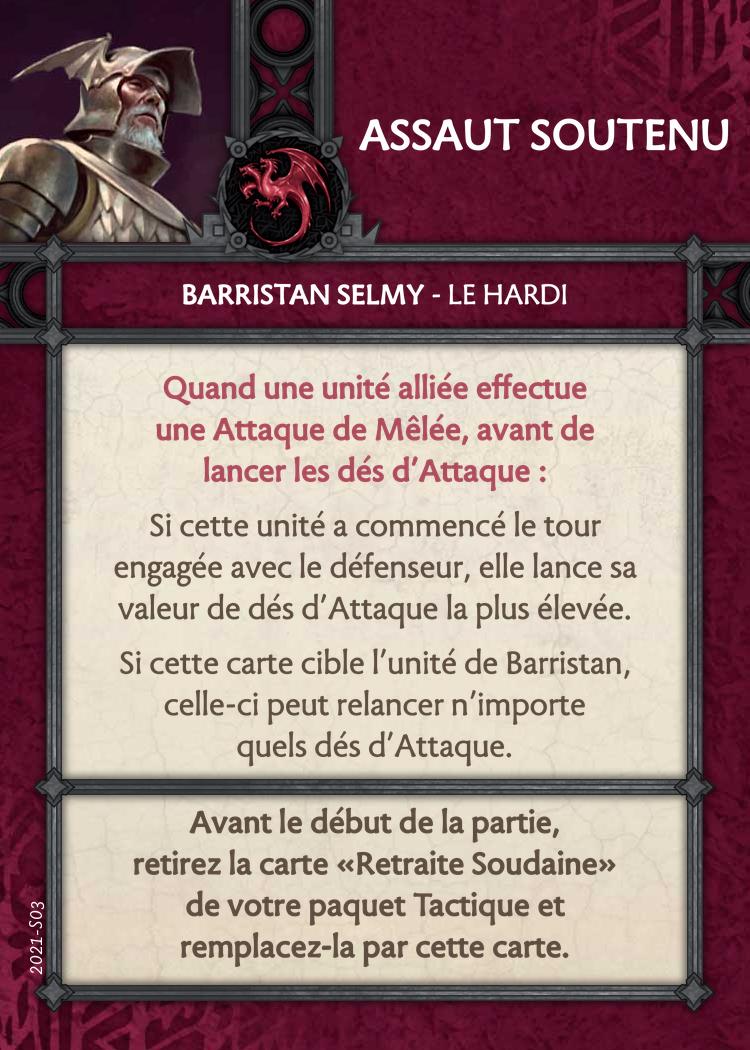 ASSAUT SOUTENU
BARRISTAN SELMY - LE HARDI
Quand une unité alliée effectue
une Attaque de Mêlée, avant de
lancer les dés d’Attaque :
Si cette unité a commencé le tour
engagée avec le défenseur, elle lance sa
valeur de dés d’Attaque la plus élevée.
Si cette carte cible l’unité de Barristan,
celle-ci peut relancer n’importe
quels dés d’Attaque.
Avant le début de la partie,
retirez la carte «Retraite Soudaine»
de votre paquet Tactique et
remplacez-la par cette carte.
2021-S03